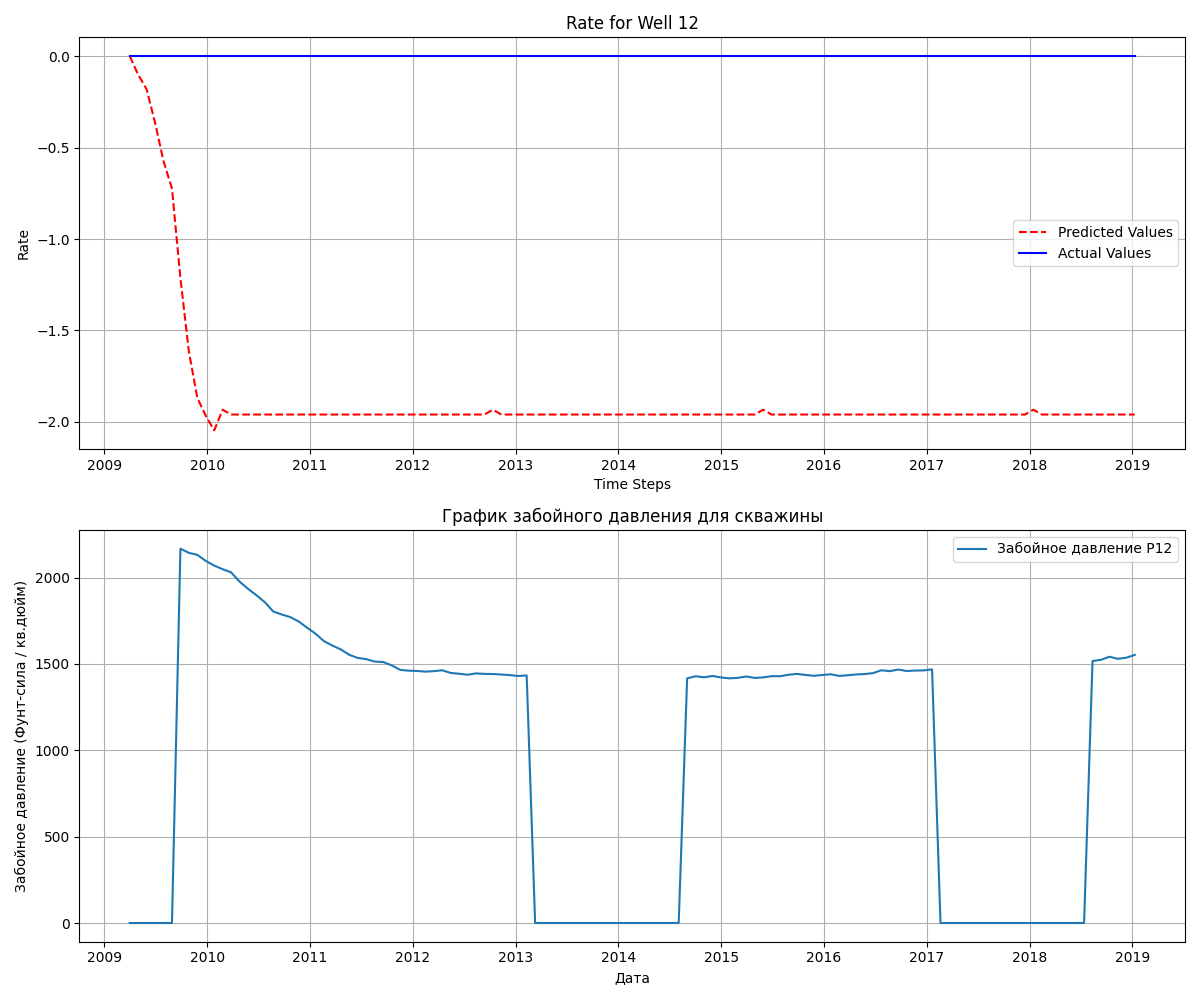 Rate for Well 12
0.0
−0.5
−1.0
−1.5
−2.0
Rate
Predicted Values
Actual Values
2009 2010 2011 2012 2013 2014 2015 2016 2017 2018 2019
Time Steps
График забойного давления для скважины
Забойное давление P12
2000
1500
1000
500
0
Забойное давление (Фунт-сила / кв.дюйм)
2009 2010 2011 2012 2013 2014 2015 2016 2017 2018 2019
Дата